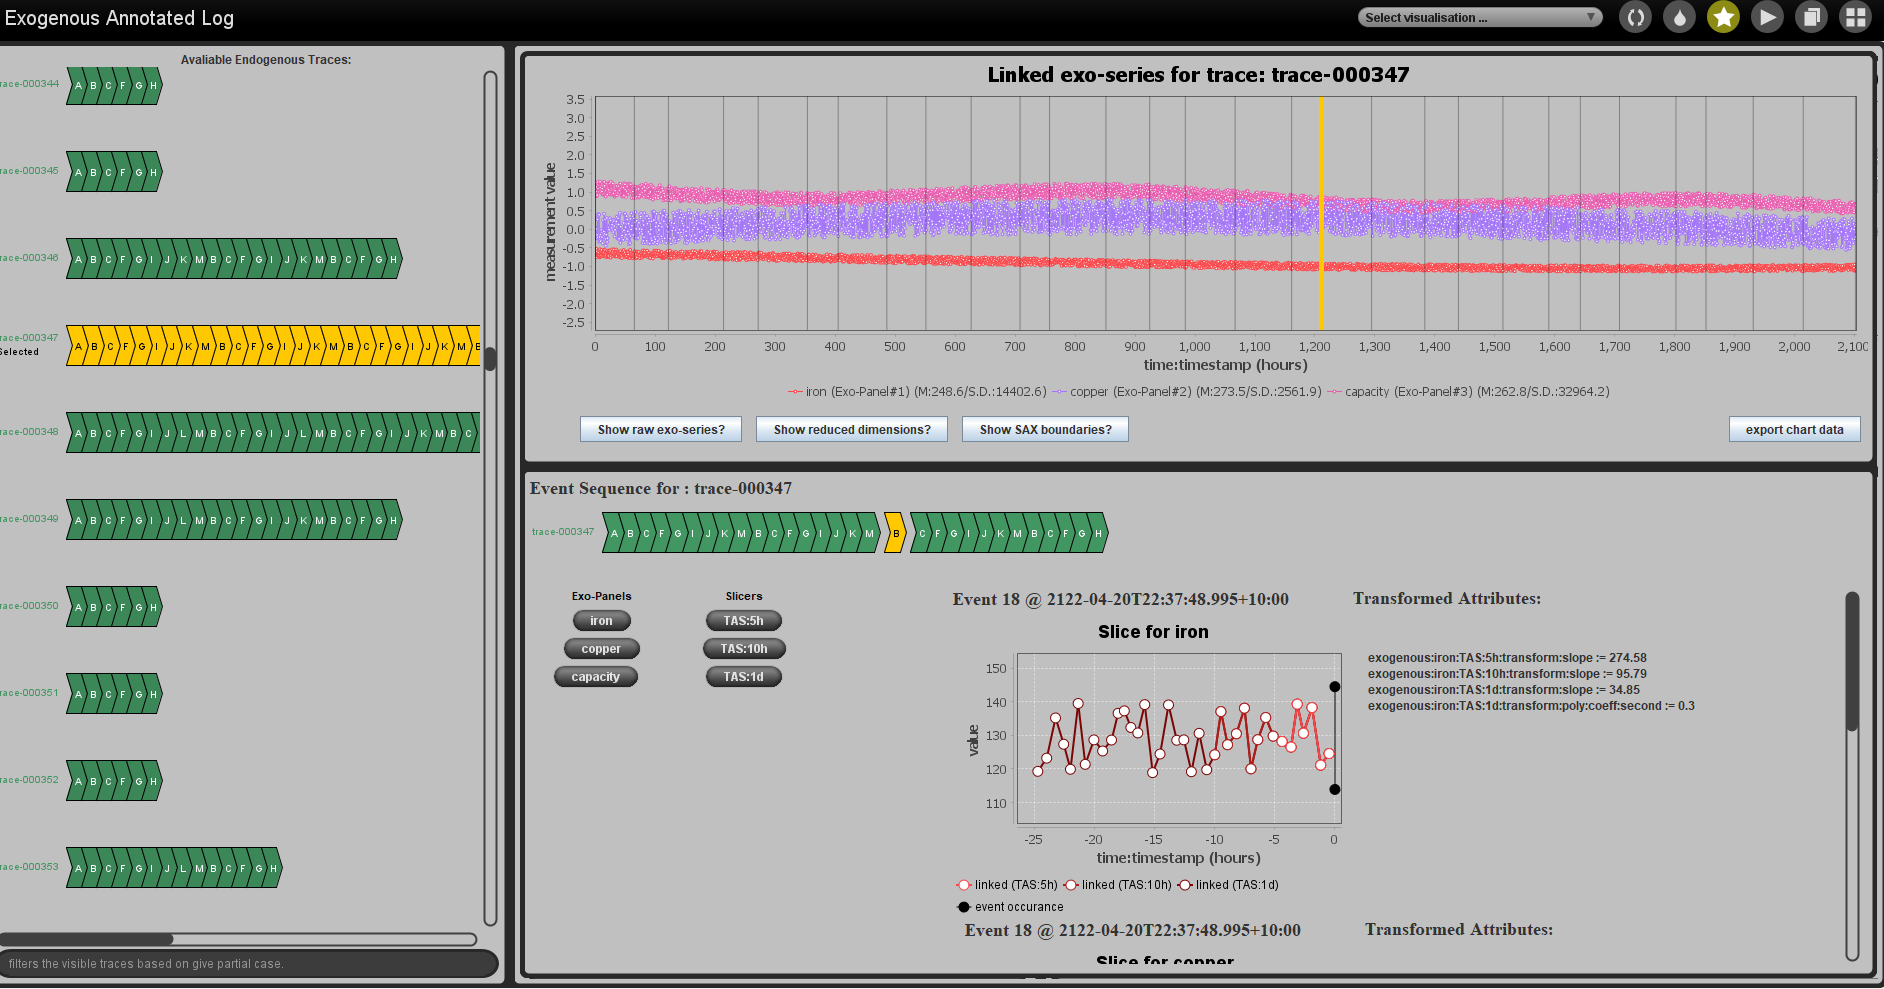 Exogenous Annotated Log
Select visualisation ...
Avaliable Endogenous Traces:
race-000344
A B C F G H
race-000345
A B C F G H
race-000346
A B C F G I J K M B C F G I J K M B C F G H
race-000347
Selected
A B C F G I J K M B C F G I J K M B C F G I J K M B
race-000348
A B C F G I J L M B C F G I J L M B C F G I J K M B C
race-000349
A B C F G I J L M B C F G I J K M B C F G H
race-000350
A B C F G H
race-000351
A B C F G H
race-000352
A B C F G H
race-000353
A B C F G I J L M B C F G H
filters the visible traces based on give partial case.
Linked exo-series for trace: trace-000347
measurement value
3.5
3.0
2.5
2.0
1.5
1.0
0.5
0.0
-0.5
-1.0
-1.5
-2.0
-2.5
0 100 200 300 400 500 600 700 800 900 1,000 1,100 1,200 1,300 1,400 1,500 1,600 1,700 1,800 1,900 2,000 2,100
time:timestamp (hours)
iron (Exo-Panel#1) (M:248.6/S.D.:14402.6) copper (Exo-Panel#2) (M:273.5/S.D.:2561.9) capacity (Exo-Panel#3) (M:262.8/S.D.:32964.2)
Show raw exo-series? Show reduced dimensions? Show SAX boundaries? export chart data
Event Sequence for : trace-000347
trace-000347
A B C F G I J K M B C F G I J K M B C F G I J K M B C F G H
Exo-Panels
iron
copper
capacity
Slicers
TAS:5h
TAS:10h
TAS:1d
Event 18 @ 2122-04-20T22:37:48.995+10:00
Slice for iron
value
150
140
130
120
110
-25 -20 -15 -10 -5 0
time:timestamp (hours)
linked (TAS:5h) linked (TAS:10h) linked (TAS:1d)
event occurance
Transformed Attributes:
exogenous:iron:TAS:5h:transform:slope := 274.58
exogenous:iron:TAS:10h:transform:slope := 95.79
exogenous:iron:TAS:1d:transform:slope := 34.85
exogenous:iron:TAS:1d:transform:poly:coeff:second := 0.3
Event 18 @ 2122-04-20T22:37:48.995+10:00
Transformed Attributes:
Slice for copper